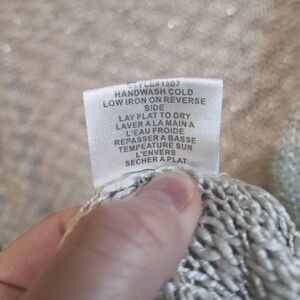 STYLE#1807
HANDWASH COLD
LOW IRON ON REVERSE
SIDE
LAY FLAT TO DRY
LAVER A LA MAIN A
L'EAU FROIDE
REPASSER A BASSE
TEMPEATURE SUR
L'ENVERS
SECHER A PLAT